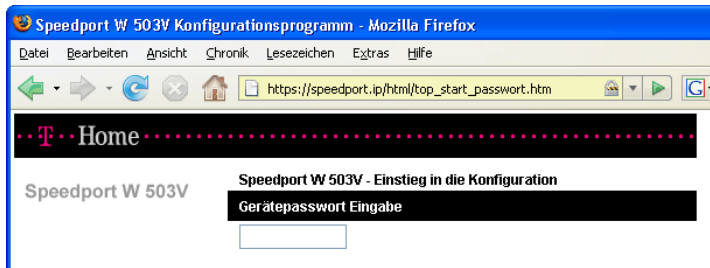 Speedport W 503V Konfigurationsprogramm - Mozilla Firefox
Datei Bearbeiten Ansicht Chronik Lesezeichen Extras Hilfe
https://speedport.ip/html/top_start_passwort.htm G
T Home
Speedport W 503V
Speedport W 503V - Einstieg in die Konfiguration
Gerätepasswort Eingabe